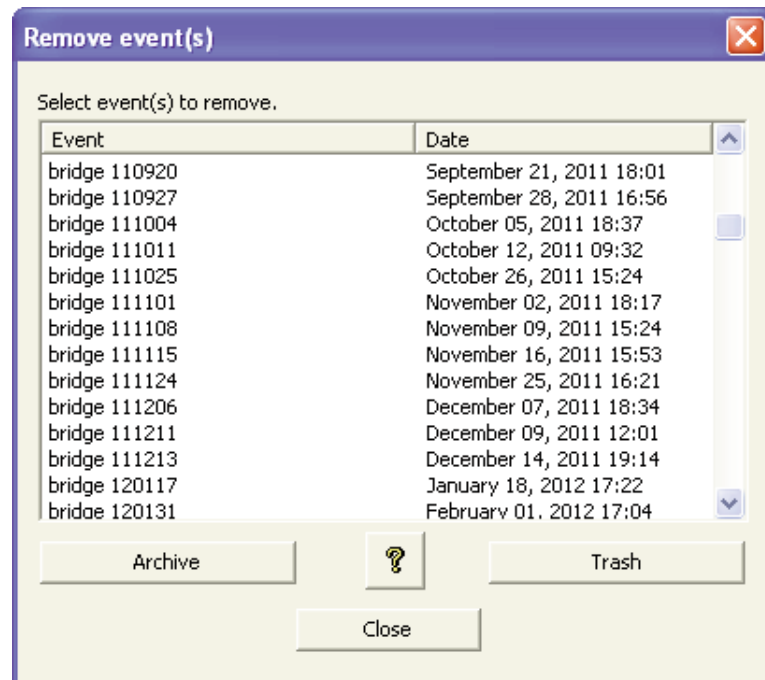 Remove event(s)
Select event(s) to remove.
Event Date
bridge 110920 September 21, 2011 18:01
bridge 110927 September 28, 2011 16:56
bridge 111004 October 05, 2011 18:37
bridge 111011 October 12, 2011 09:32
bridge 111025 October 26, 2011 15:24
bridge 111101 November 02, 2011 18:17
bridge 111108 November 09, 2011 15:24
bridge 111115 November 16, 2011 15:53
bridge 111124 November 25, 2011 16:21
bridge 111206 December 07, 2011 18:34
bridge 111211 December 09, 2011 12:01
bridge 111213 December 14, 2011 19:14
bridge 120117 January 18, 2012 17:22
bridge 120131 February 01, 2012 17:04
Archive ? Trash
Close